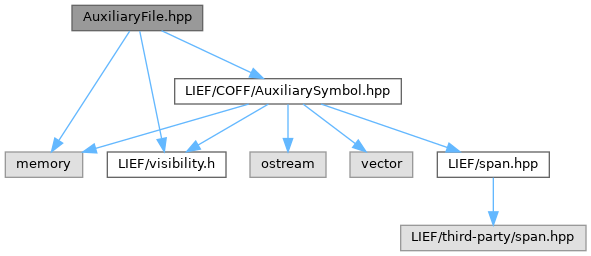 AuxiliaryFile.hpp
LIEF/COFF/AuxiliarySymbol.hpp
memory
LIEF/visibility.h
ostream
vector
LIEF/span.hpp
LIEF/third-party/span.hpp